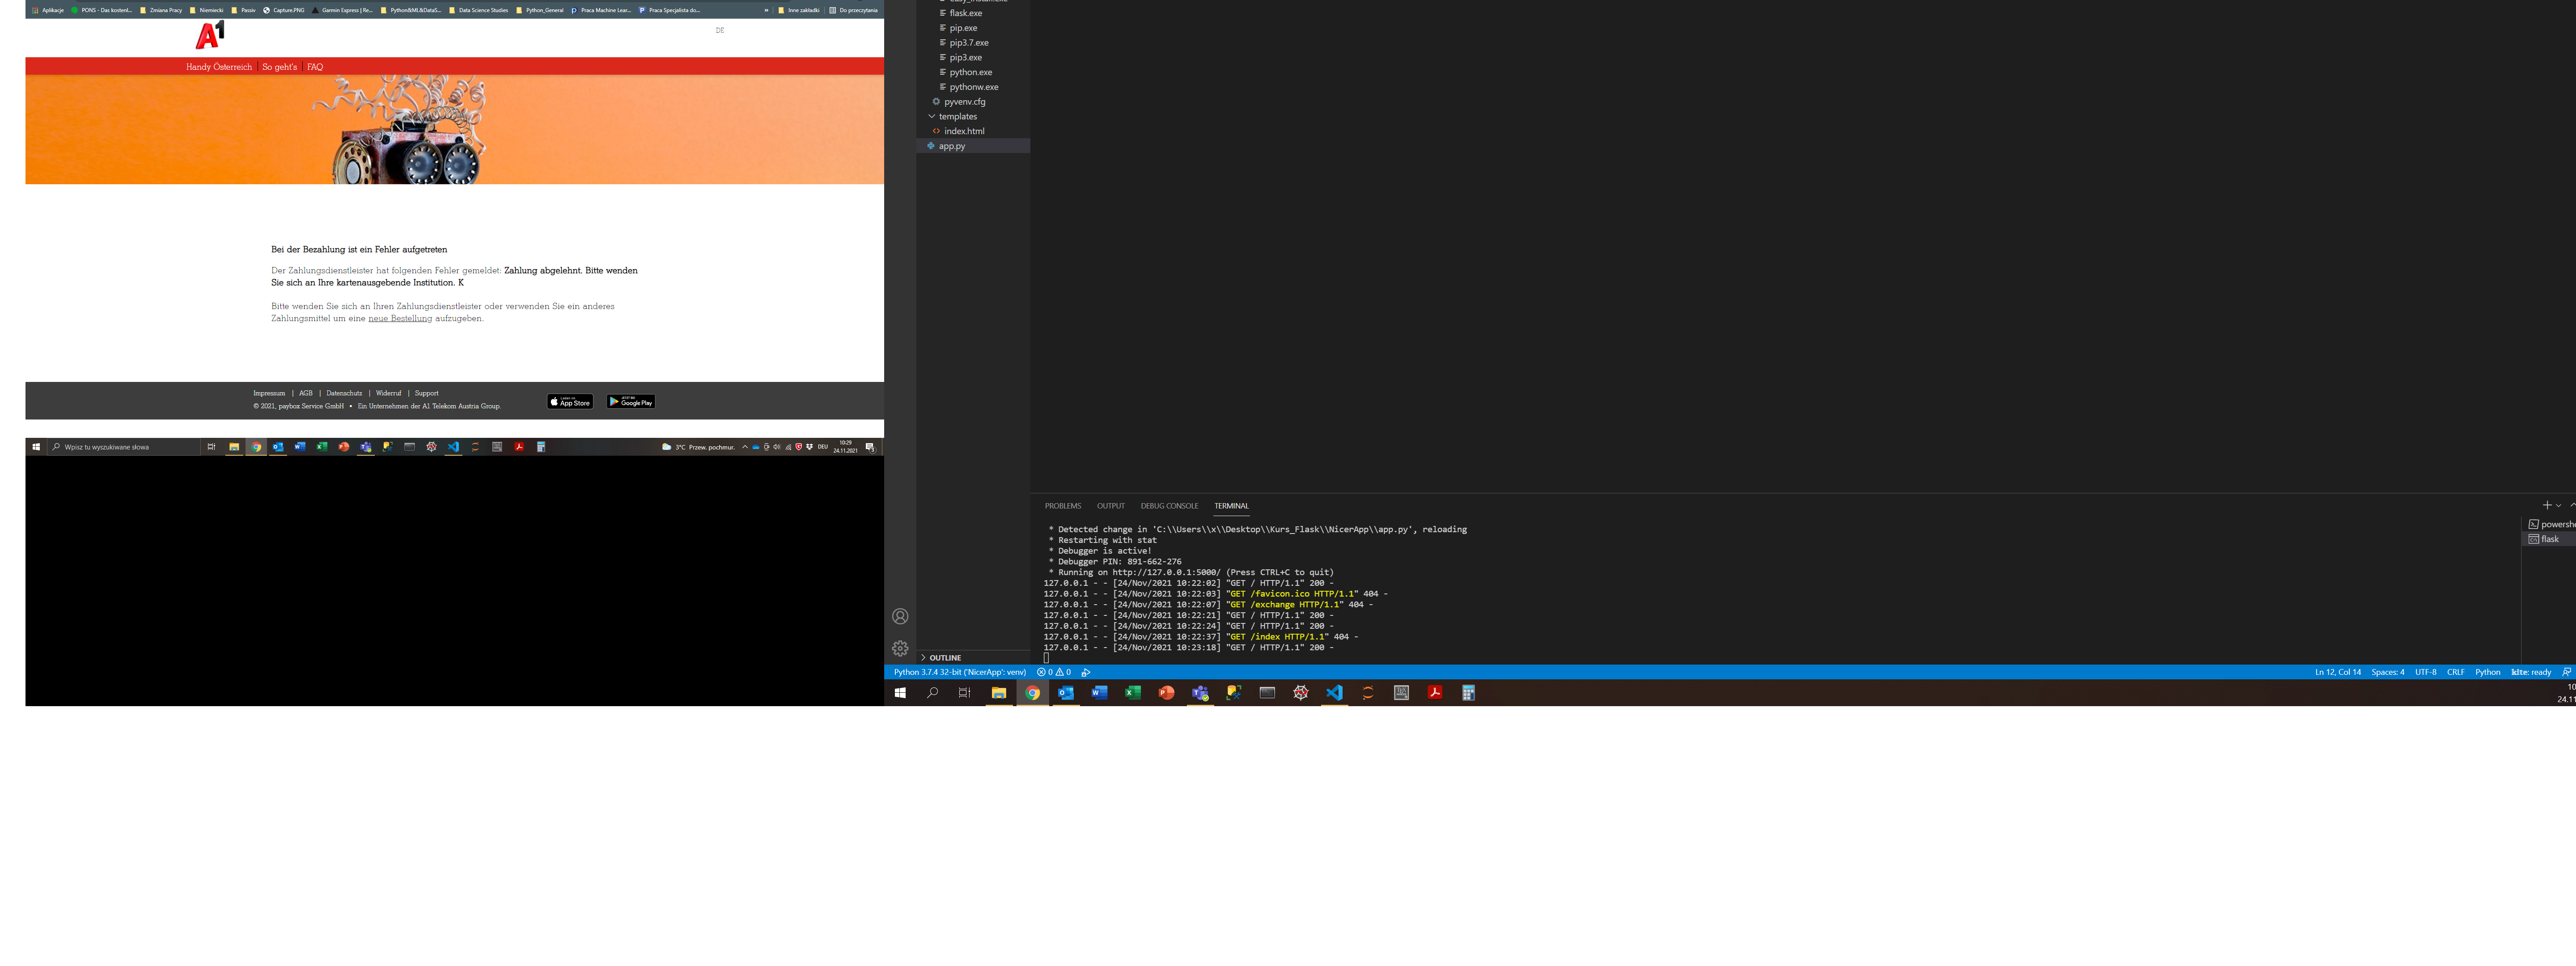 Aplikacje PONS - Das kostenl... Zmiana Pracy Niemiecki Passiv Capture.PNG Garmin Express | Re... Python&ML&DataS... Data Science Studies Python_General Praca Machine Lear... Praca Specjalista do... » Inne zakładki Do przeczytania
A1
DE
Handy Österreich | So geht's | FAQ
Bei der Bezahlung ist ein Fehler aufgetreten
Der Zahlungsdienstleister hat folgenden Fehler gemeldet: Zahlung abgelehnt. Bitte wenden
Sie sich an Ihre kartenausgebende Institution. K
Bitte wenden Sie sich an Ihren Zahlungsdienstleister oder verwenden Sie ein anderes
Zahlungsmittel um eine neue Bestellung aufzugeben.
Impressum | AGB | Datenschutz | Widerruf | Support
© 2021, paybox Service GmbH • Ein Unternehmen der A1 Telekom Austria Group.
App Store
Google Play
Wpisz tu wyszukiwane słowa
3°C Przew. pochmur.
DEU
10:29
24.11.2021
flask.exe
pip.exe
pip3.7.exe
pip3.exe
python.exe
pythonw.exe
pyvenv.cfg
templates
index.html
app.py
OUTLINE
PROBLEMS OUTPUT DEBUG CONSOLE TERMINAL
* Detected change in 'C:\\Users\\x\\Desktop\\Kurs_Flask\\NicerApp\\app.py', reloading
* Restarting with stat
* Debugger is active!
* Debugger PIN: 891-662-276
* Running on http://127.0.0.1:5000/ (Press CTRL+C to quit)
127.0.0.1 - - [24/Nov/2021 10:22:02] "GET / HTTP/1.1" 200 -
127.0.0.1 - - [24/Nov/2021 10:22:03] "GET /favicon.ico HTTP/1.1" 404 -
127.0.0.1 - - [24/Nov/2021 10:22:07] "GET /exchange HTTP/1.1" 404 -
127.0.0.1 - - [24/Nov/2021 10:22:21] "GET / HTTP/1.1" 200 -
127.0.0.1 - - [24/Nov/2021 10:22:24] "GET / HTTP/1.1" 200 -
127.0.0.1 - - [24/Nov/2021 10:22:37] "GET /index HTTP/1.1" 404 -
127.0.0.1 - - [24/Nov/2021 10:23:18] "GET / HTTP/1.1" 200 -
powershe
flask
Python 3.7.4 32-bit ('NicerApp': venv) 0 0
Ln 12, Col 14 Spaces: 4 UTF-8 CRLF Python kite: ready
10
24.11